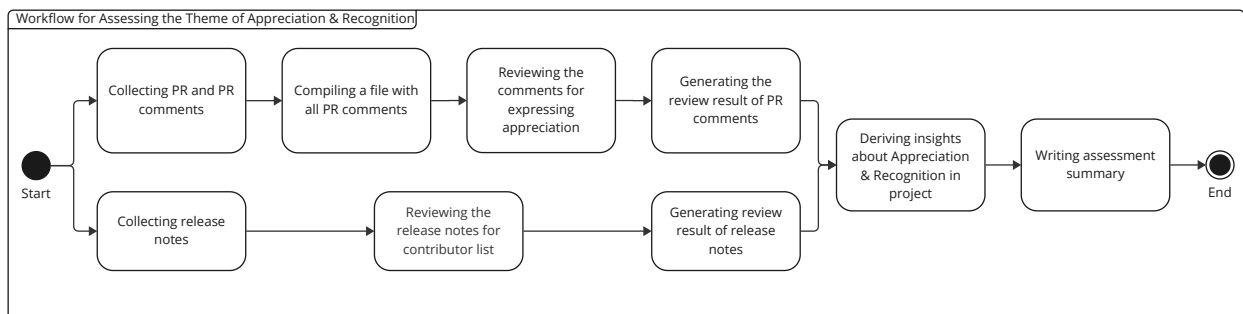 Workflow for Assessing the Theme of Appreciation & Recognition
Collecting PR and PR
comments
Compiling a file with
all PR comments
Reviewing the
comments for
expressing
appreciation
Generating the
review result of PR
comments
Start
Collecting release
notes
Reviewing the
release notes for
contributor list
Generating review
result of release
notes
Deriving insights
about Appreciation
& Recognition in
project
Writing assessment
summary
End